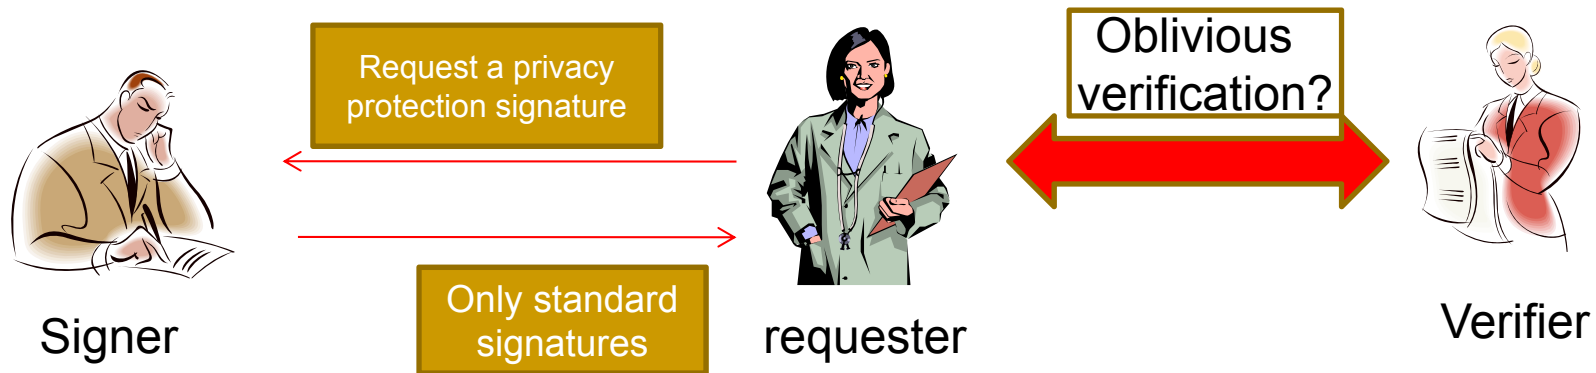 Request a privacy
protection signature
Oblivious
verification?
Only standard
signatures
Signer
requester
Verifier